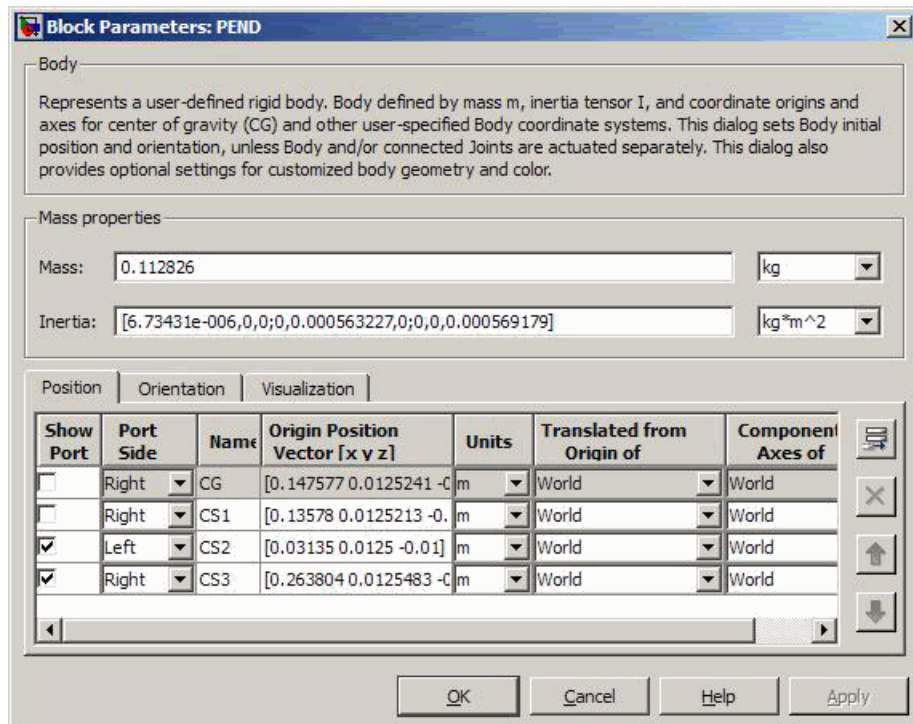 Block Parameters: PEND
Body
Represents a user-defined rigid body. Body defined by mass m, inertia tensor I, and coordinate origins and
axes for center of gravity (CG) and other user-specified Body coordinate systems. This dialog sets Body initial
position and orientation, unless Body and/or connected Joints are actuated separately. This dialog also
provides optional settings for customized body geometry and color.
Mass properties
Mass: 0.112826 kg
Inertia: [6.73431e-006,0,0;0,0.000563227,0;0,0,0.000569179] kg*m^2
Position Orientation Visualization
Show Port Origin Position Translated from Component
Port Side Name Vector [x y z] Units Origin of Axes of
Right CG [0.147577 0.0125241 -0 m World World
Right CS1 [0.13578 0.0125213 -0. m World World
Left CS2 [0.03135 0.0125 -0.01] m World World
Right CS3 [0.263804 0.0125483 -0 m World World
OK Cancel Help Apply